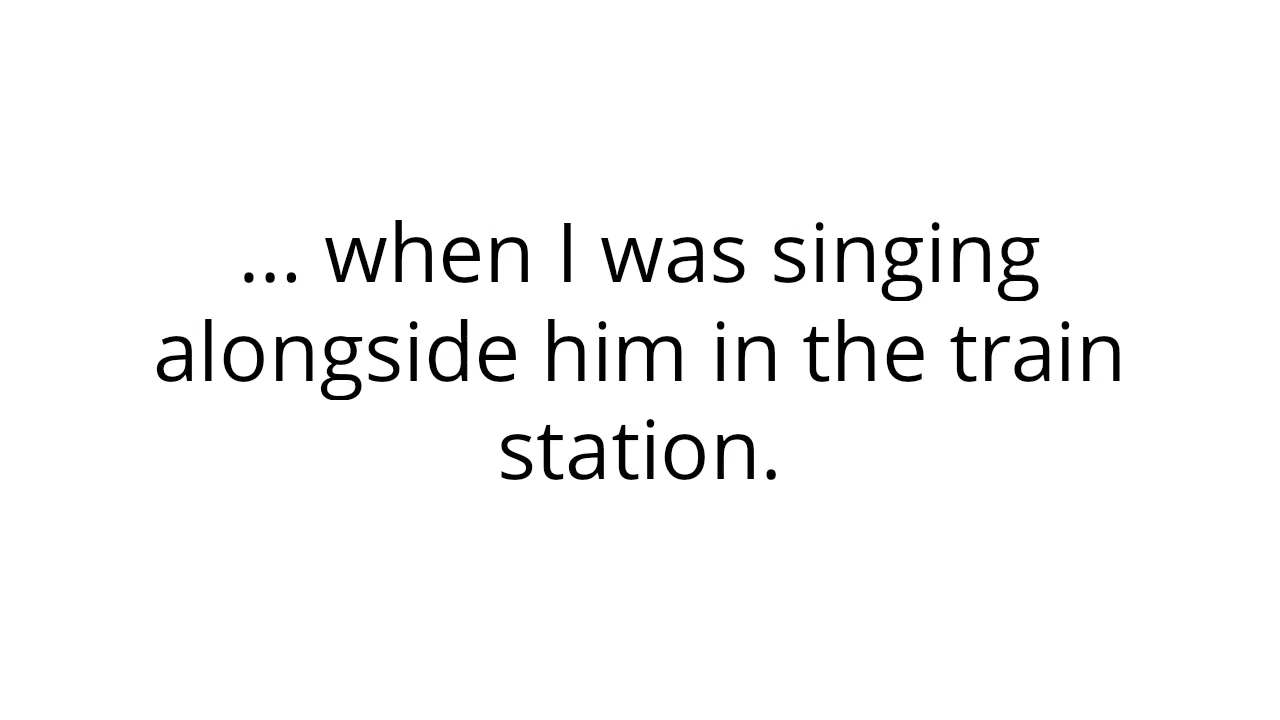 ... when I was singing
alongside him in the train
station.